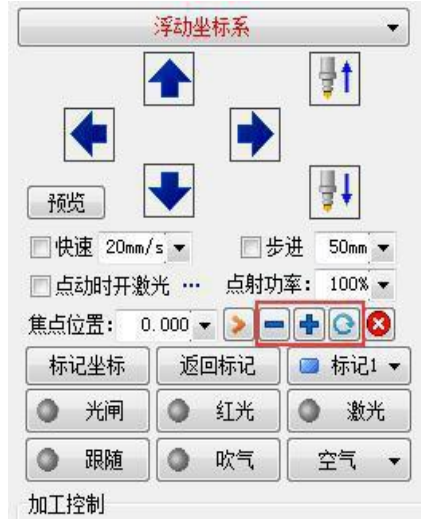 浮动坐标系
预览
快速 20mm/s 步进 50mm
点动时开激光 ··· 点射功率: 100%
焦点位置: 0.000
标记坐标 返回标记 标记1
光闸 红光 激光
跟随 吹气 空气
加工控制